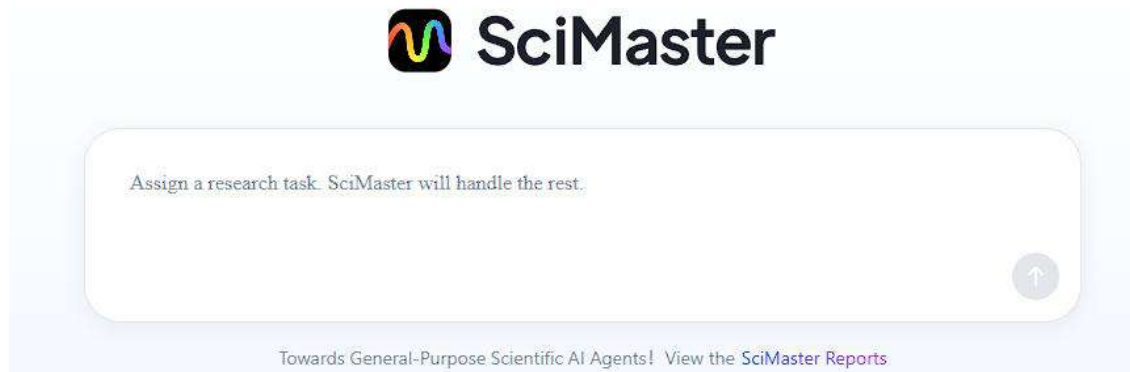 SciMaster
Assign a research task. SciMaster will handle the rest.
Towards General-Purpose Scientific AI Agents! View the SciMaster Reports